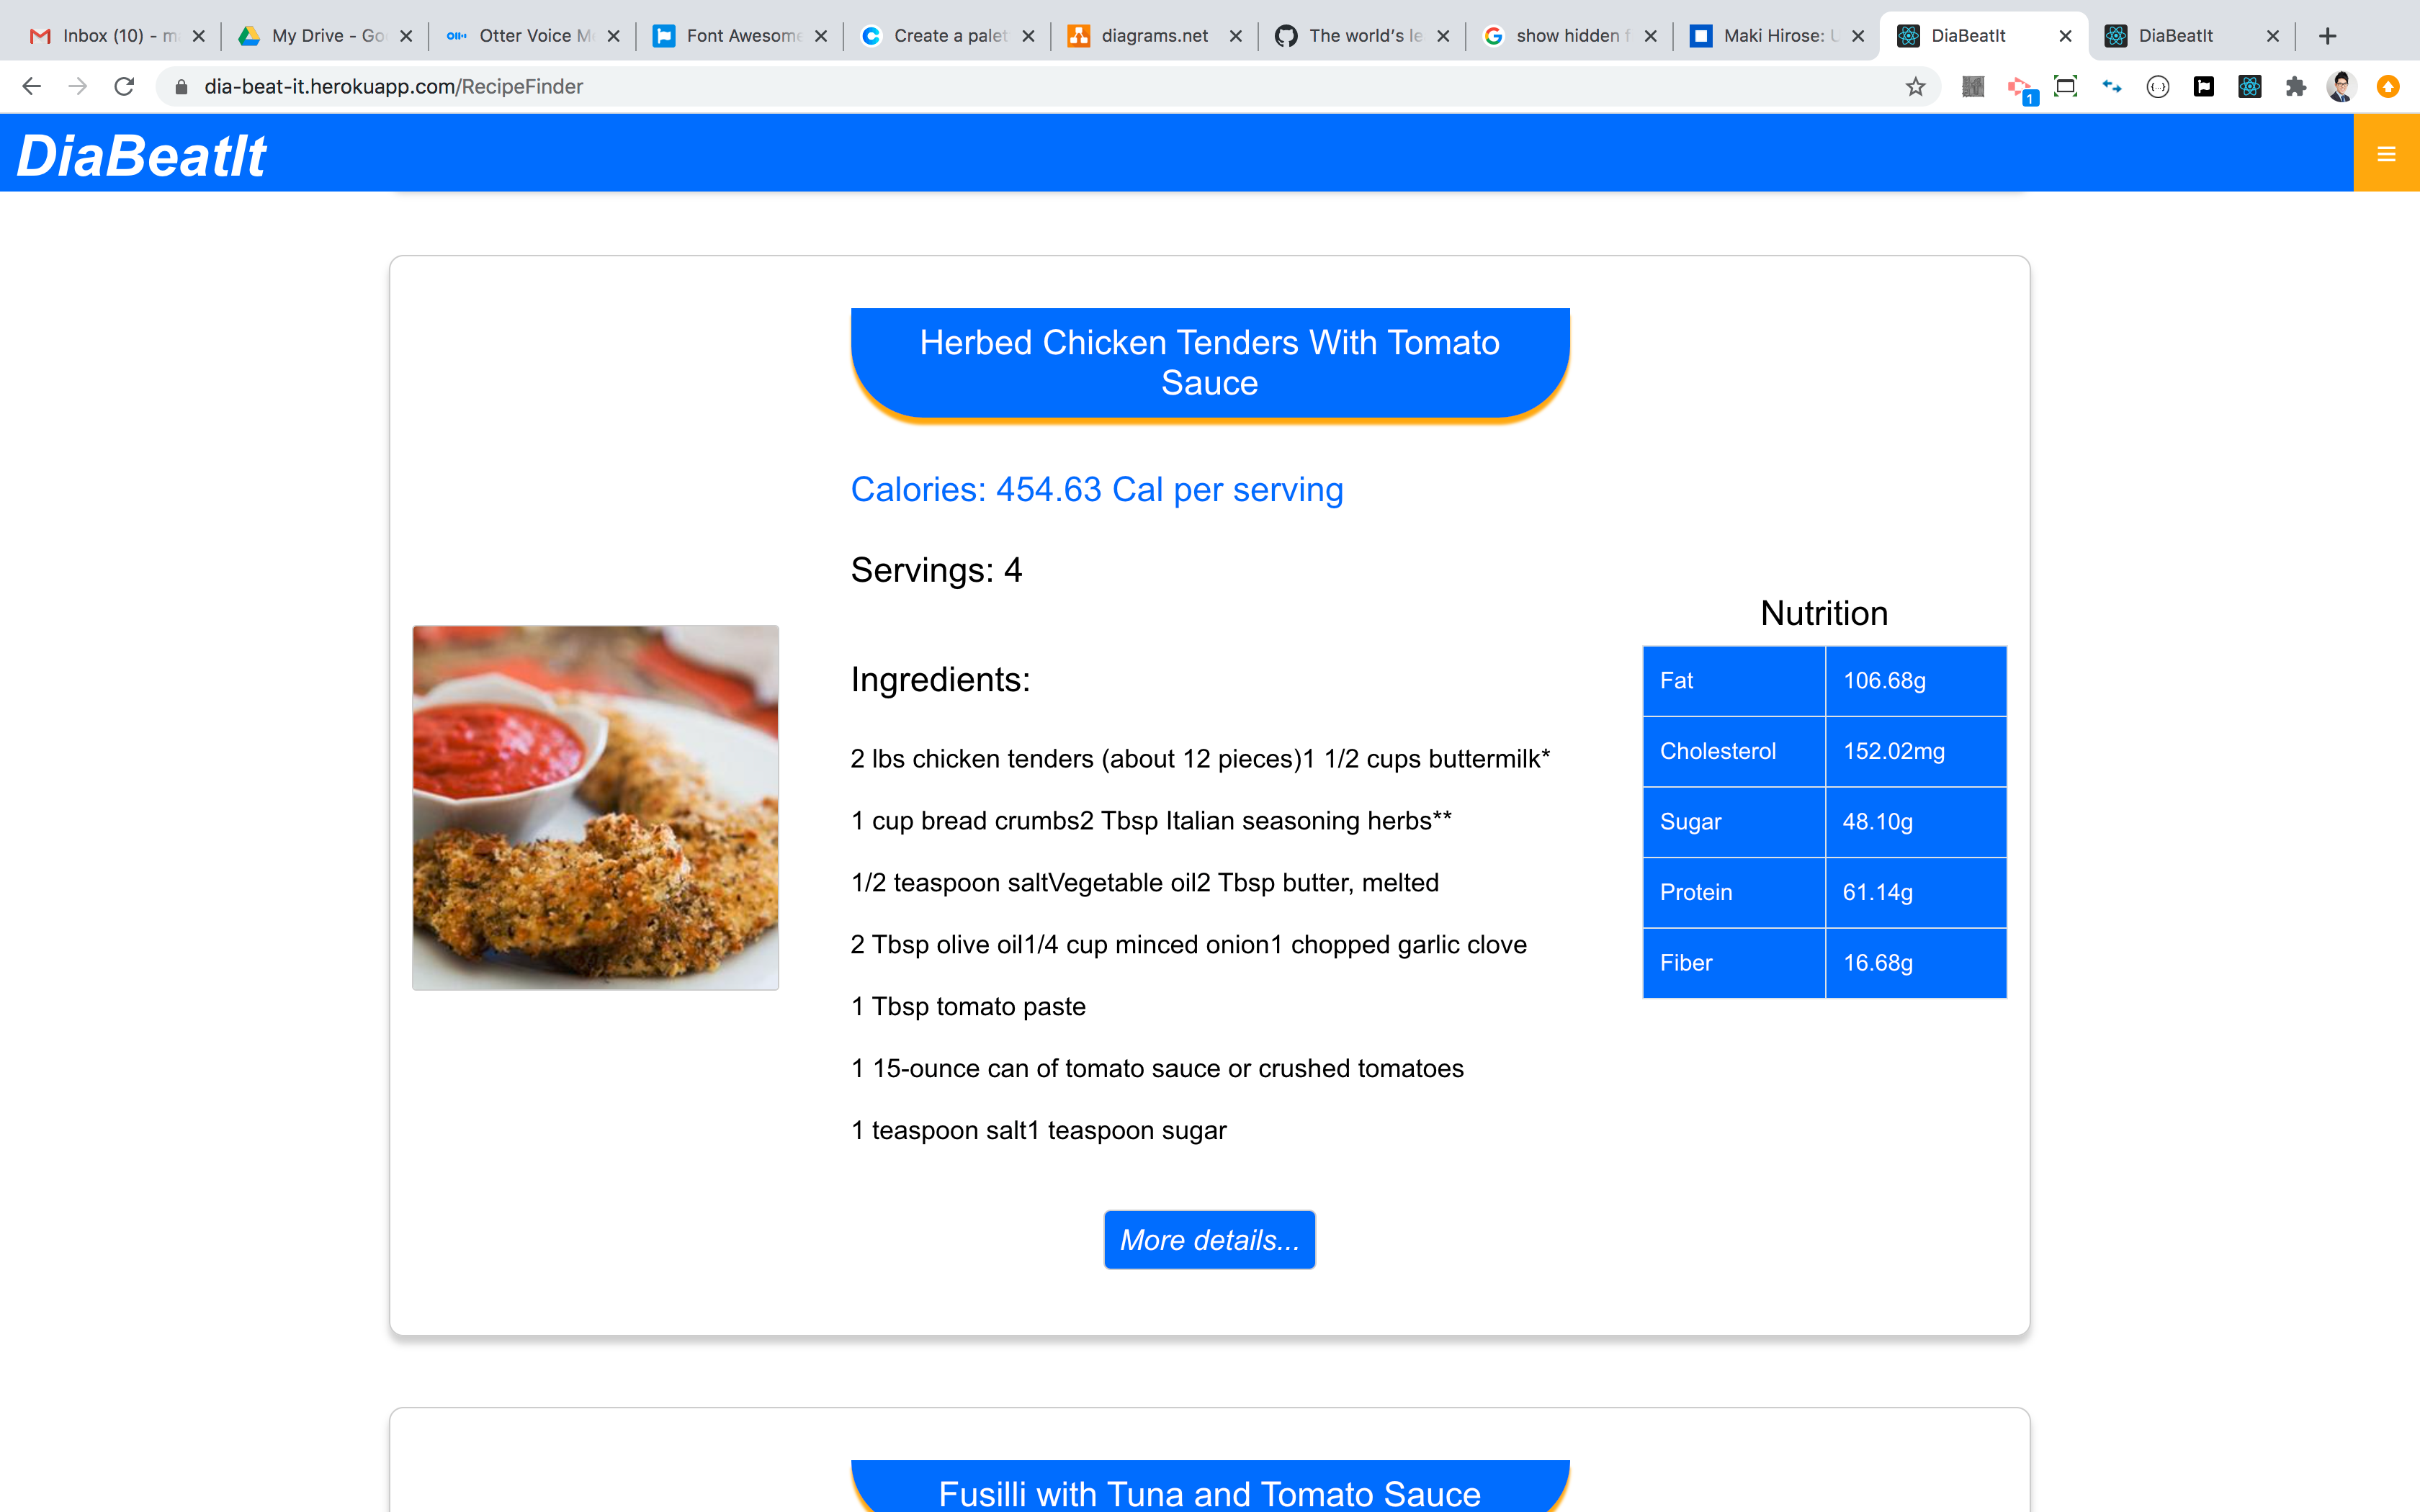 Inbox (10) - m
My Drive - Go
Otter Voice M
Font Awesome
Create a palet
diagrams.net
The world's le
show hidden f
Maki Hirose: U
DiaBeatIt
DiaBeatIt
dia-beat-it.herokuapp.com/RecipeFinder
1
DiaBeatIt
Herbed Chicken Tenders With Tomato
Sauce
Calories: 454.63 Cal per serving
Servings: 4
Ingredients:
2 lbs chicken tenders (about 12 pieces)1 1/2 cups buttermilk*
1 cup bread crumbs2 Tbsp Italian seasoning herbs**
1/2 teaspoon saltVegetable oil2 Tbsp butter, melted
2 Tbsp olive oil1/4 cup minced onion1 chopped garlic clove
1 Tbsp tomato paste
1 15-ounce can of tomato sauce or crushed tomatoes
1 teaspoon salt1 teaspoon sugar
More details...
Nutrition
Fat 106.68g
Cholesterol 152.02mg
Sugar 48.10g
Protein 61.14g
Fiber 16.68g
Fusilli with Tuna and Tomato Sauce